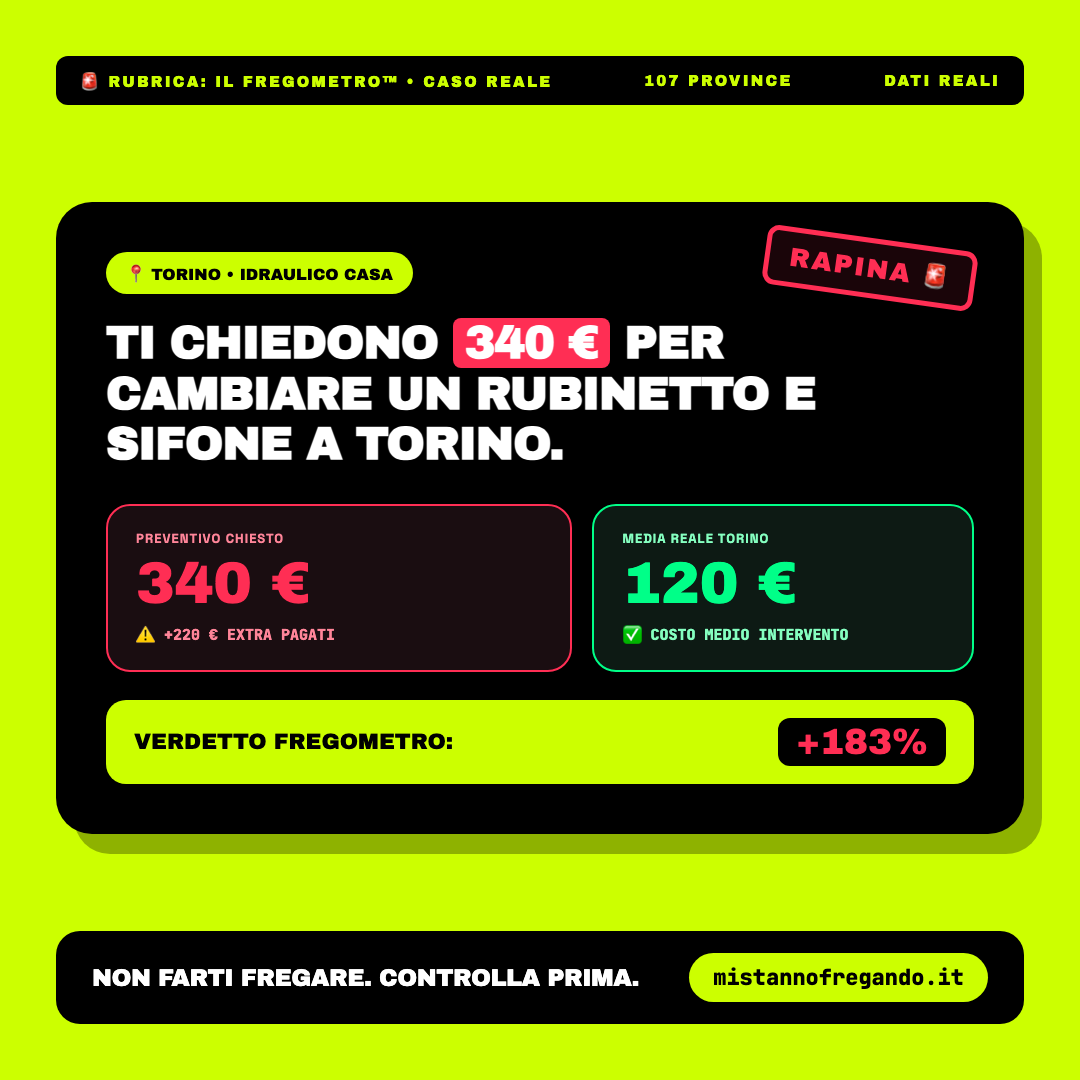 🚨 RUBRICA: IL FREGOMETRO™ • CASO REALE
107 PROVINCE
DATI REALI
RAPINA 🚨
📍 TORINO • IDRAULICO CASA
TI CHIEDONO 340 € PER
CAMBIARE UN RUBINETTO E
SIFONE A TORINO.
PREVENTIVO CHIESTO
340 €
⚠️ +220 € EXTRA PAGATI
MEDIA REALE TORINO
120 €
✅ COSTO MEDIO INTERVENTO
VERDETTO FREGOMETRO:
+183%
NON FARTI FREGARE. CONTROLLA PRIMA.
mistannofregando.it